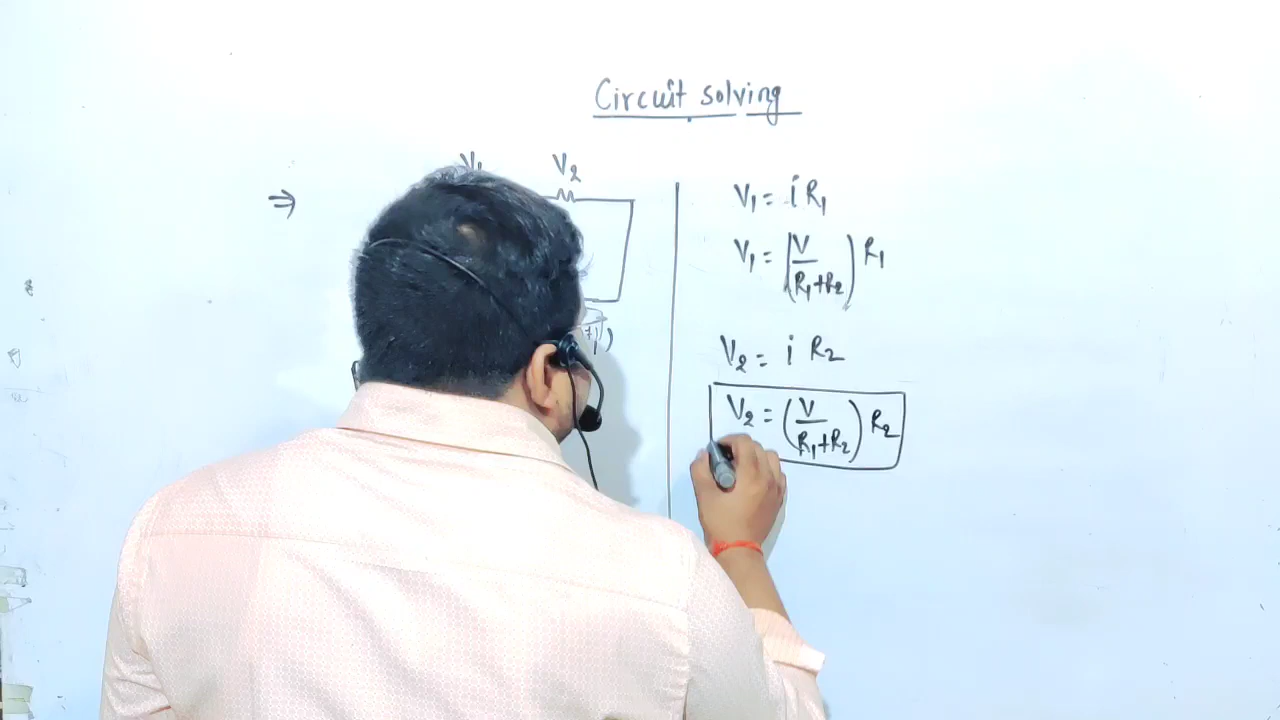 Circuit solving
⇒
V₂
V₁ = i R₁
V₁ = (V/(R₁+R₂)) R₁
V₂ = i R₂
V₂ = (V/(R₁+R₂)) R₂